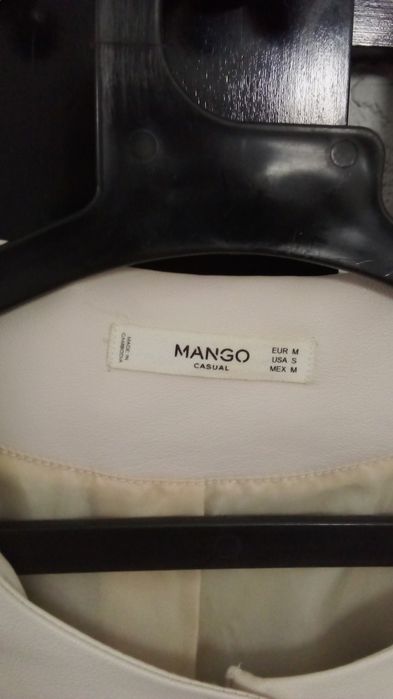 MADE IN
CAMBODIA
MANGO
CASUAL
EUR M
USA S
MEX M